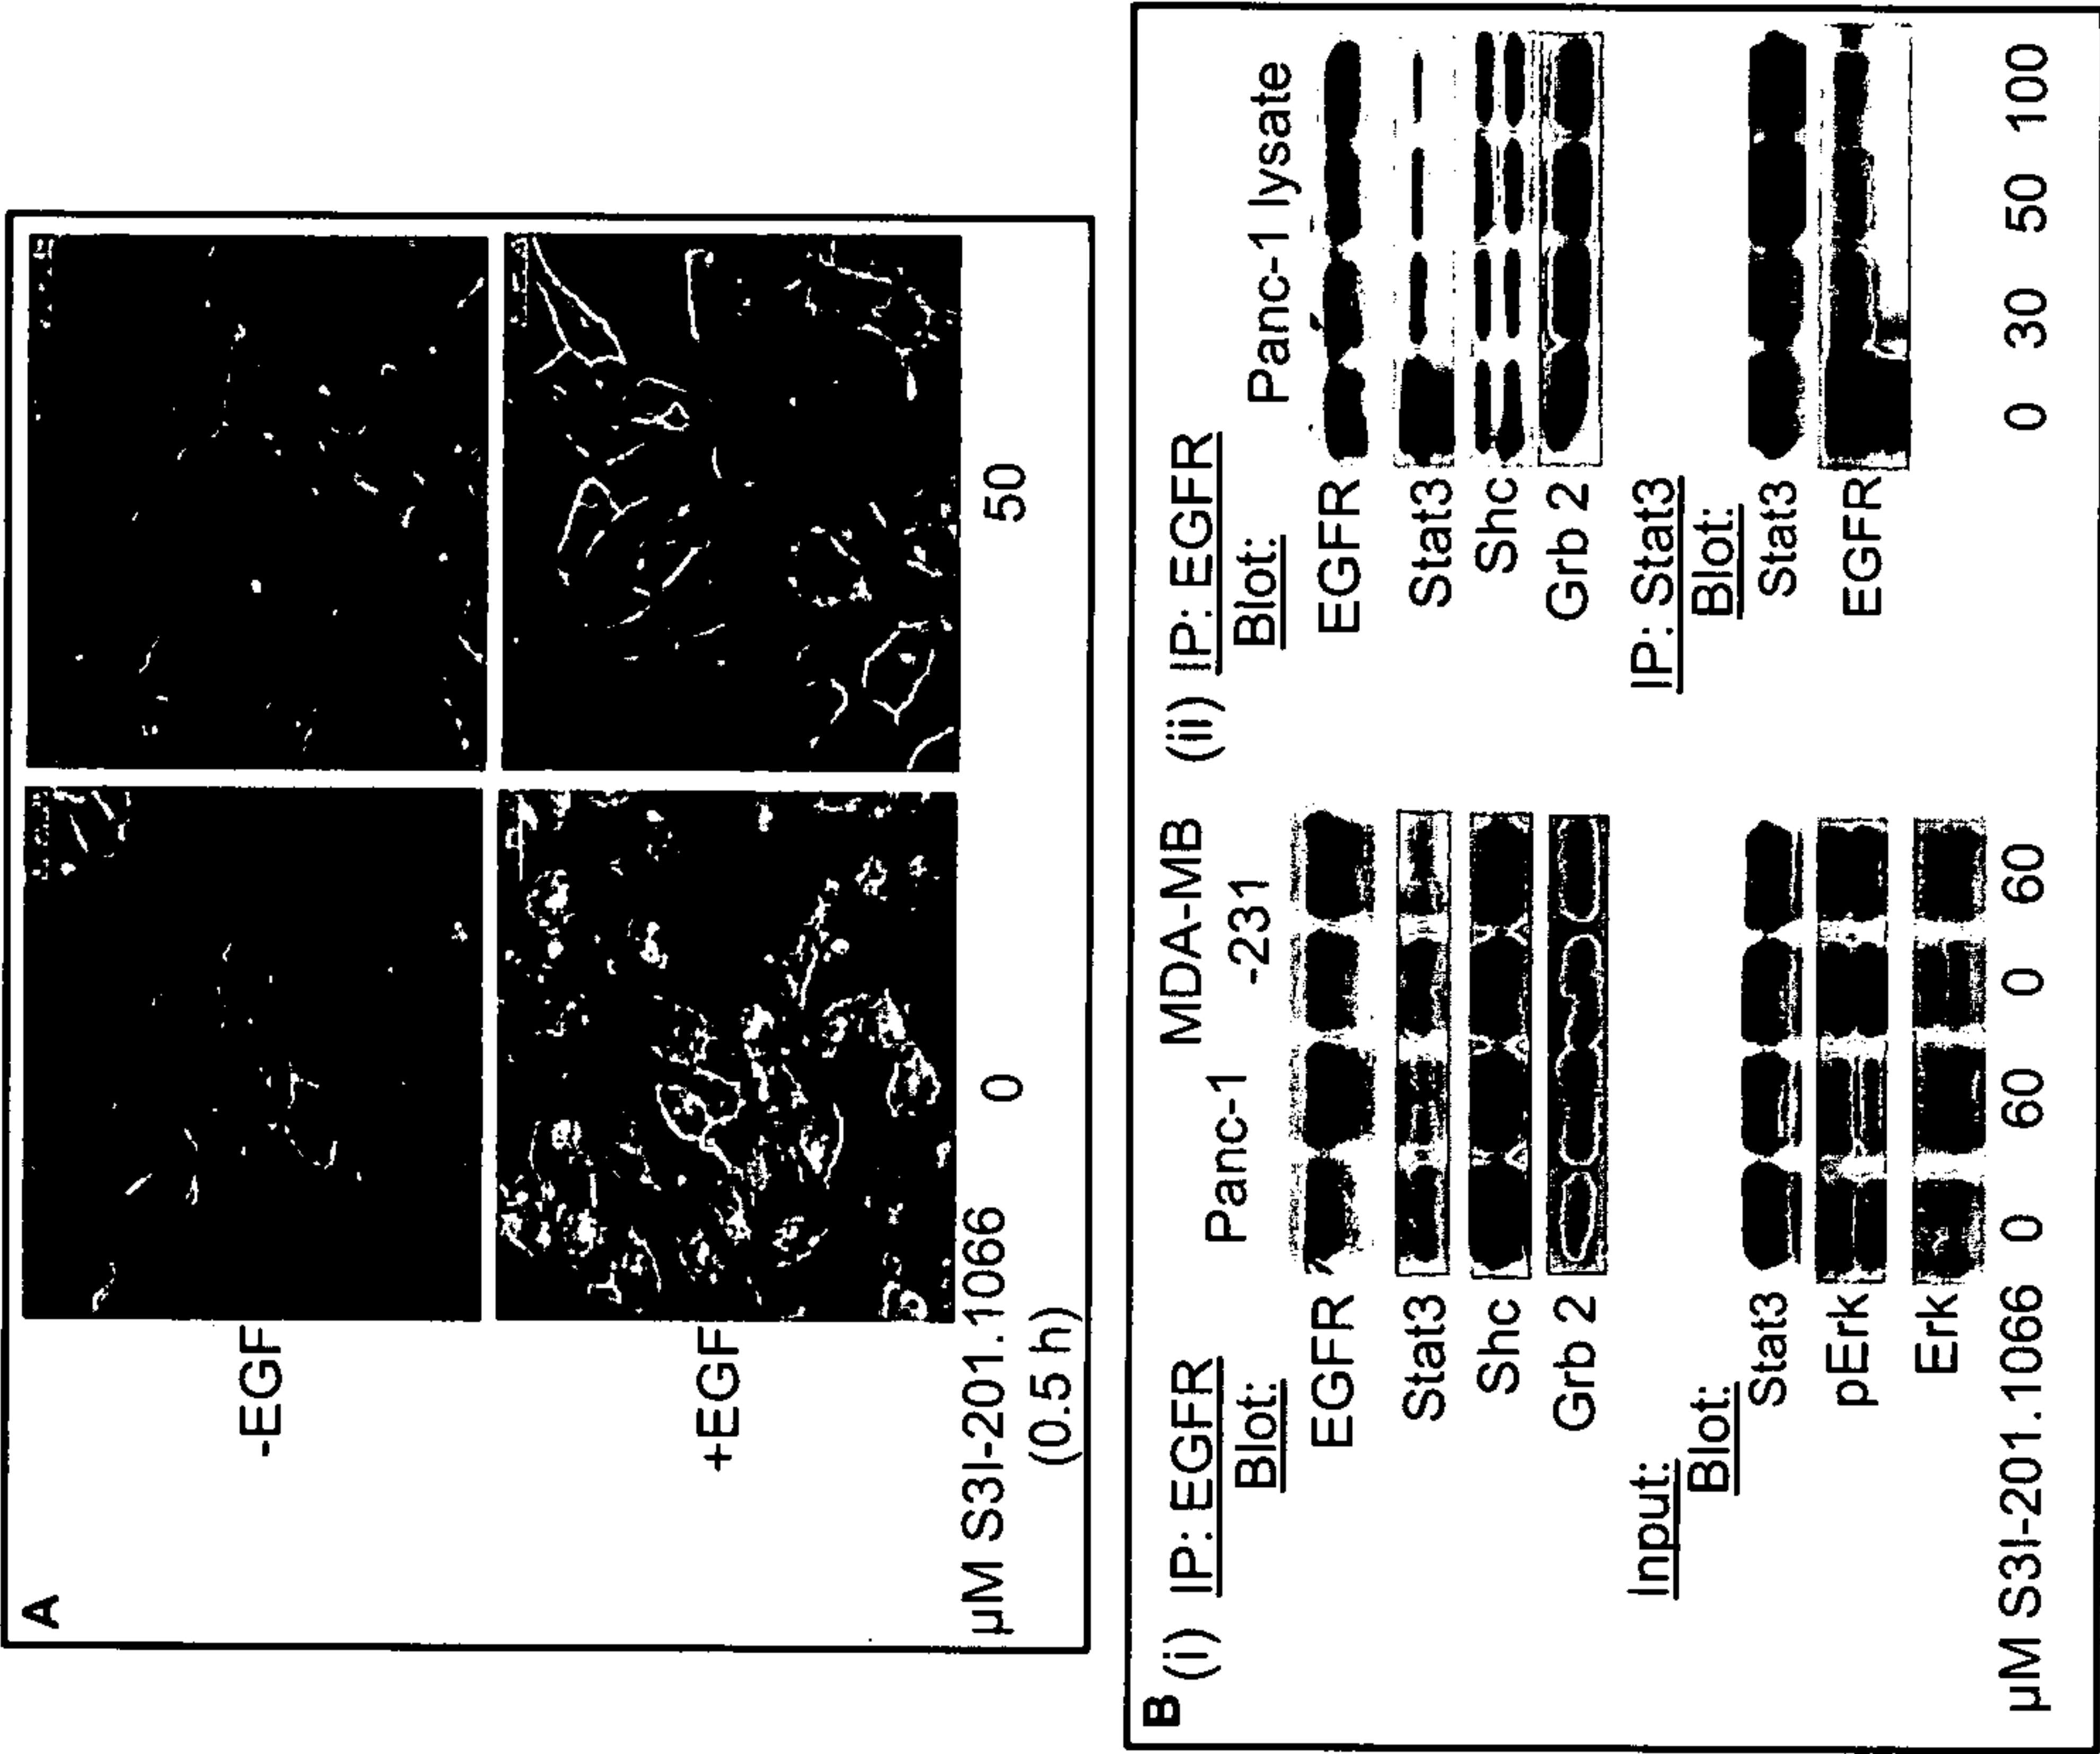 A
-EGF
+EGF
µM S3I-201.1066 0 50
(0.5 h)
B
(i) IP: EGFR
Blot:
Panc-1
MDA-MB
-231
EGFR
Stat3
Shc
Grb 2
Input:
Blot:
Stat3
pErk
Erk
µM S3I-201.1066 0 60 0 60
(ii) IP: EGFR
Blot:
Panc-1 lysate
EGFR
Stat3
Shc
Grb 2
IP: Stat3
Blot:
Stat3
EGFR
0 30 50 100